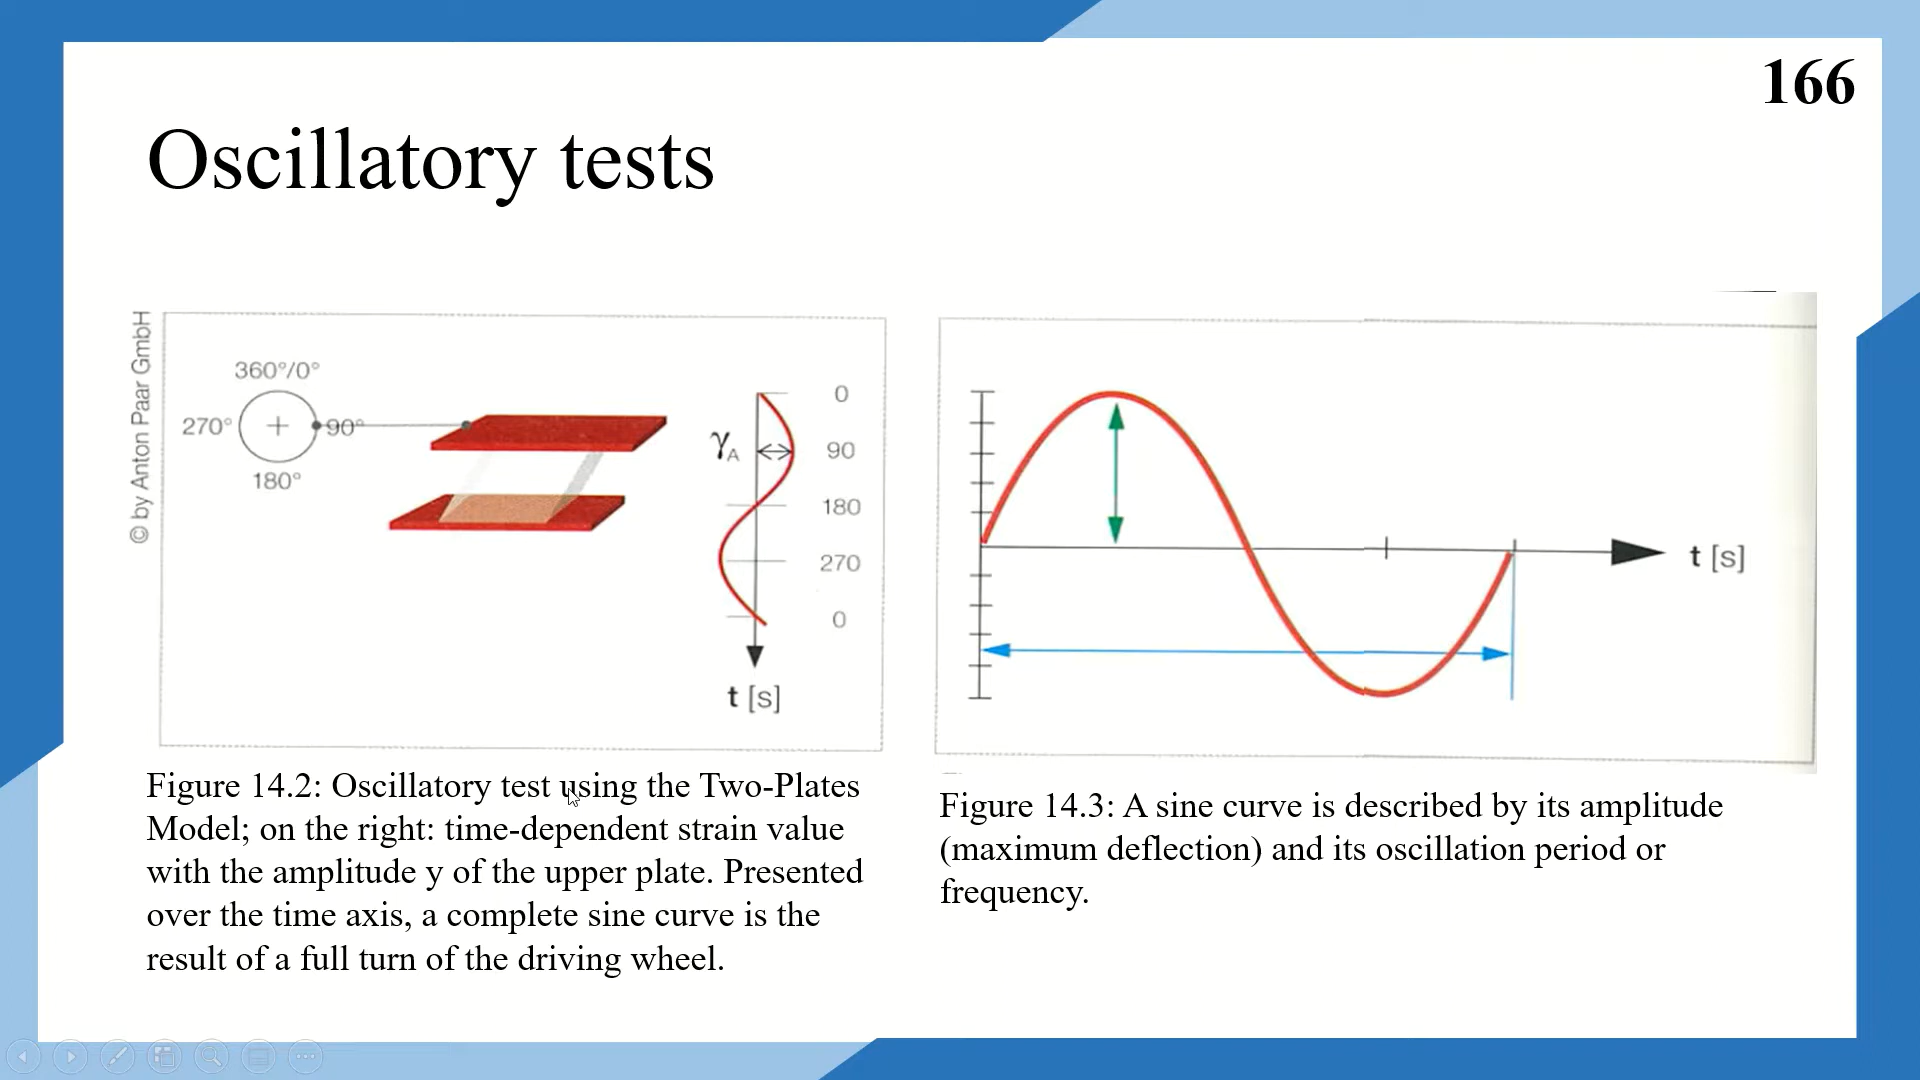 166
Oscillatory tests
© by Anton Paar GmbH
360°/0°
270°
90°
180°
γA
0
90
180
270
0
t [s]
t [s]
Figure 14.2: Oscillatory test using the Two-Plates
Model; on the right: time-dependent strain value
with the amplitude y of the upper plate. Presented
over the time axis, a complete sine curve is the
result of a full turn of the driving wheel.
Figure 14.3: A sine curve is described by its amplitude
(maximum deflection) and its oscillation period or
frequency.